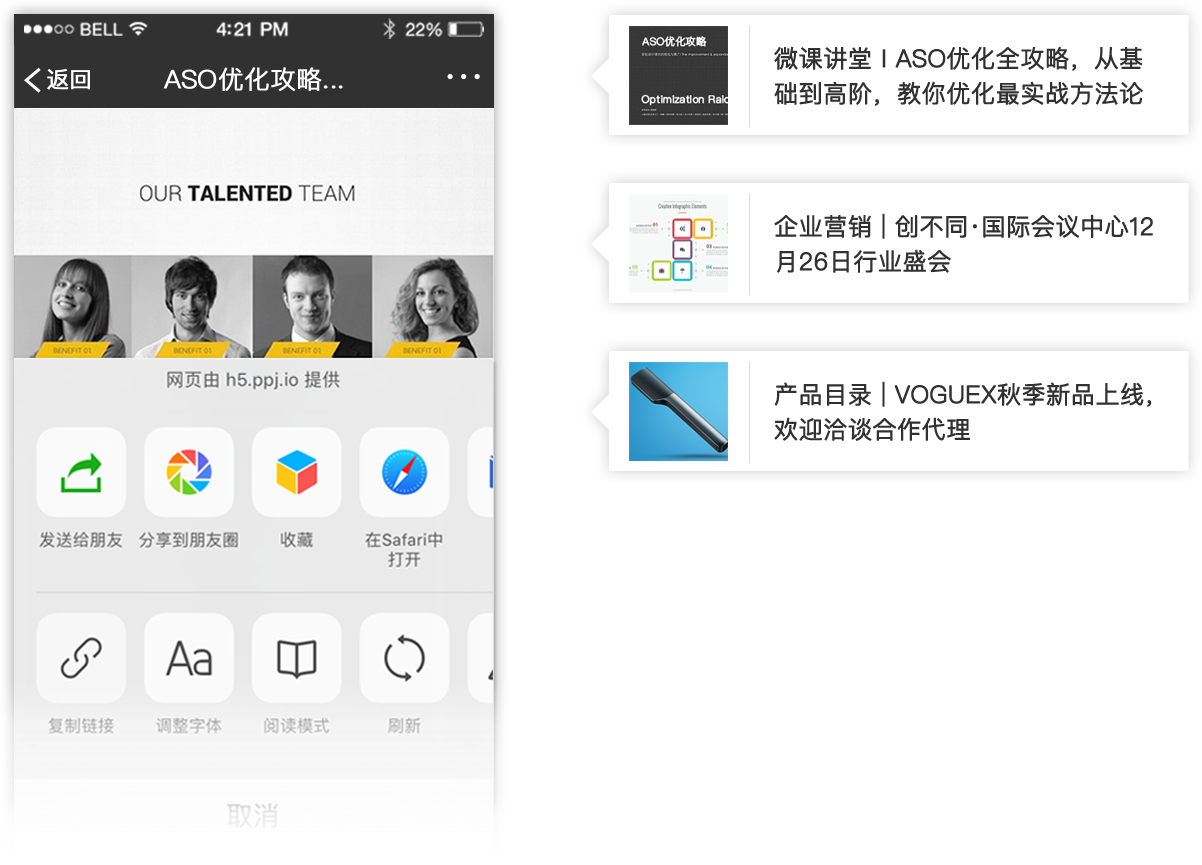 BELL
4:21 PM
22%
返回
ASO优化攻略...
OUR TALENTED TEAM
BENEFIT 01
BENEFIT 01
BENEFIT 01
BENEFIT 01
网页由 h5.ppj.io 提供
发送给朋友
分享到朋友圈
收藏
在Safari中
打开
复制链接
调整字体
阅读模式
刷新
取消
ASO优化攻略
Optimization Raid
微课讲堂 I ASO优化全攻略，从基
础到高阶，教你优化最实战方法论
Creative Infographic Elements
01
02
03
04
企业营销 | 创不同·国际会议中心12
月26日行业盛会
产品目录 | VOGUEX秋季新品上线，
欢迎洽谈合作代理